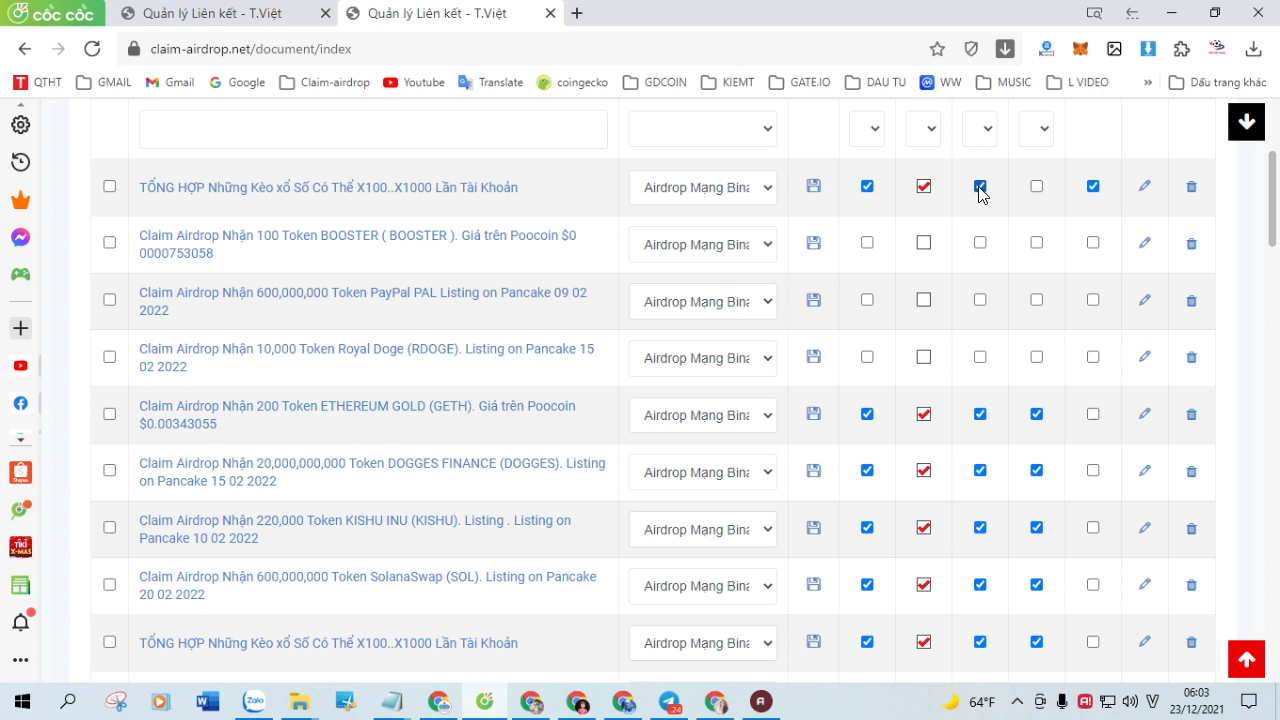 cốc cốc
Quản lý kết - T.Việt
Quản lý kết - T.Việt
claim-airdrop.net/document/index
QTHT
GMAIL
Gmail
Google
Claim-airdrop
Youtube
Translate
coingecko
GDCOIN
KIEMT
GATE.IO
DAU TU
WW
MUSIC
L VIDEO
»
Dấu trang khác
TỔNG HỢP Những Kèo xổ Số Có Thể X100..X1000 Lần Tài Khoản
Airdrop Mạng Bina
Claim Airdrop Nhận 100 Token BOOSTER ( BOOSTER ). Giá trên Poocoin $0
0000753058
Airdrop Mạng Bina
Claim Airdrop Nhận 600,000,000 Token PayPal PAL Listing on Pancake 09 02
2022
Airdrop Mạng Bina
Claim Airdrop Nhận 10,000 Token Royal Doge (RDOGE). Listing on Pancake 15
02 2022
Airdrop Mạng Bina
Claim Airdrop Nhận 200 Token ETHEREUM GOLD (GETH). Giá trên Poocoin
$0.00343055
Airdrop Mạng Bina
Claim Airdrop Nhận 20,000,000,000 Token DOGGES FINANCE (DOGGES). Listing
on Pancake 15 02 2022
Airdrop Mạng Bina
Claim Airdrop Nhận 220,000 Token KISHU INU (KISHU). Listing . Listing on
Pancake 10 02 2022
Airdrop Mạng Bina
Claim Airdrop Nhận 600,000,000 Token SolanaSwap (SOL). Listing on Pancake
20 02 2022
Airdrop Mạng Bina
TỔNG HỢP Những Kèo xổ Số Có Thể X100..X1000 Lần Tài Khoản
Airdrop Mạng Bina
Zalo
24
64°F
06:03
23/12/2021